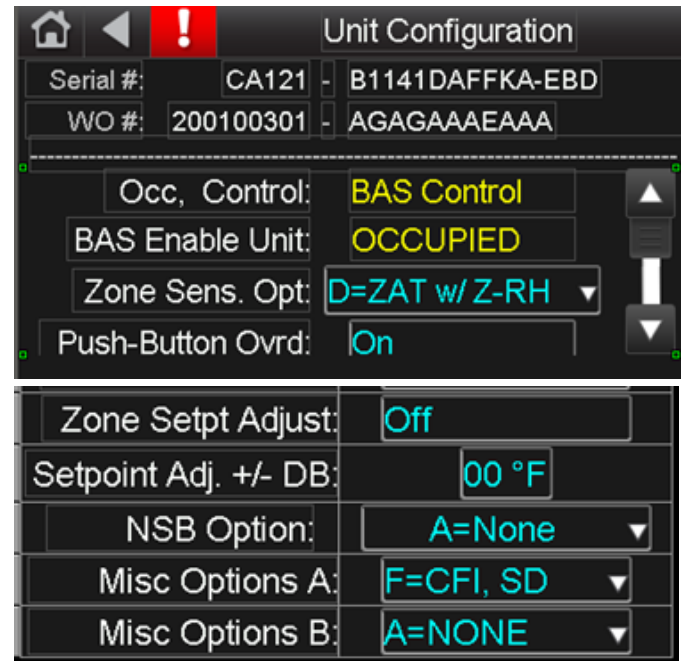 Unit Configuration
Serial #: CA121 - B1141DAFFKA-EBD
WO #: 200100301 - AGAGAAAEAAA
Occ, Control: BAS Control
BAS Enable Unit: OCCUPIED
Zone Sens. Opt: D=ZAT w/ Z-RH
Push-Button Ovrd: On
Zone Setpt Adjust: Off
Setpoint Adj. +/- DB: 00 °F
NSB Option: A=None
Misc Options A: F=CFI, SD
Misc Options B: A=NONE